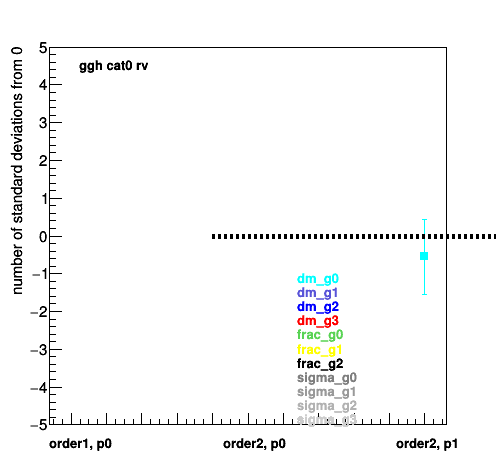 number of standard deviations from 0
5
ggh cat0 rv
4
3
2
1
0
−1
−2
−3
−4
−5
dm_g0
dm_g1
dm_g2
dm_g3
frac_g0
frac_g1
frac_g2
sigma_g0
sigma_g1
sigma_g2
sigma_g3
order1, p0
order2, p0
order2, p1